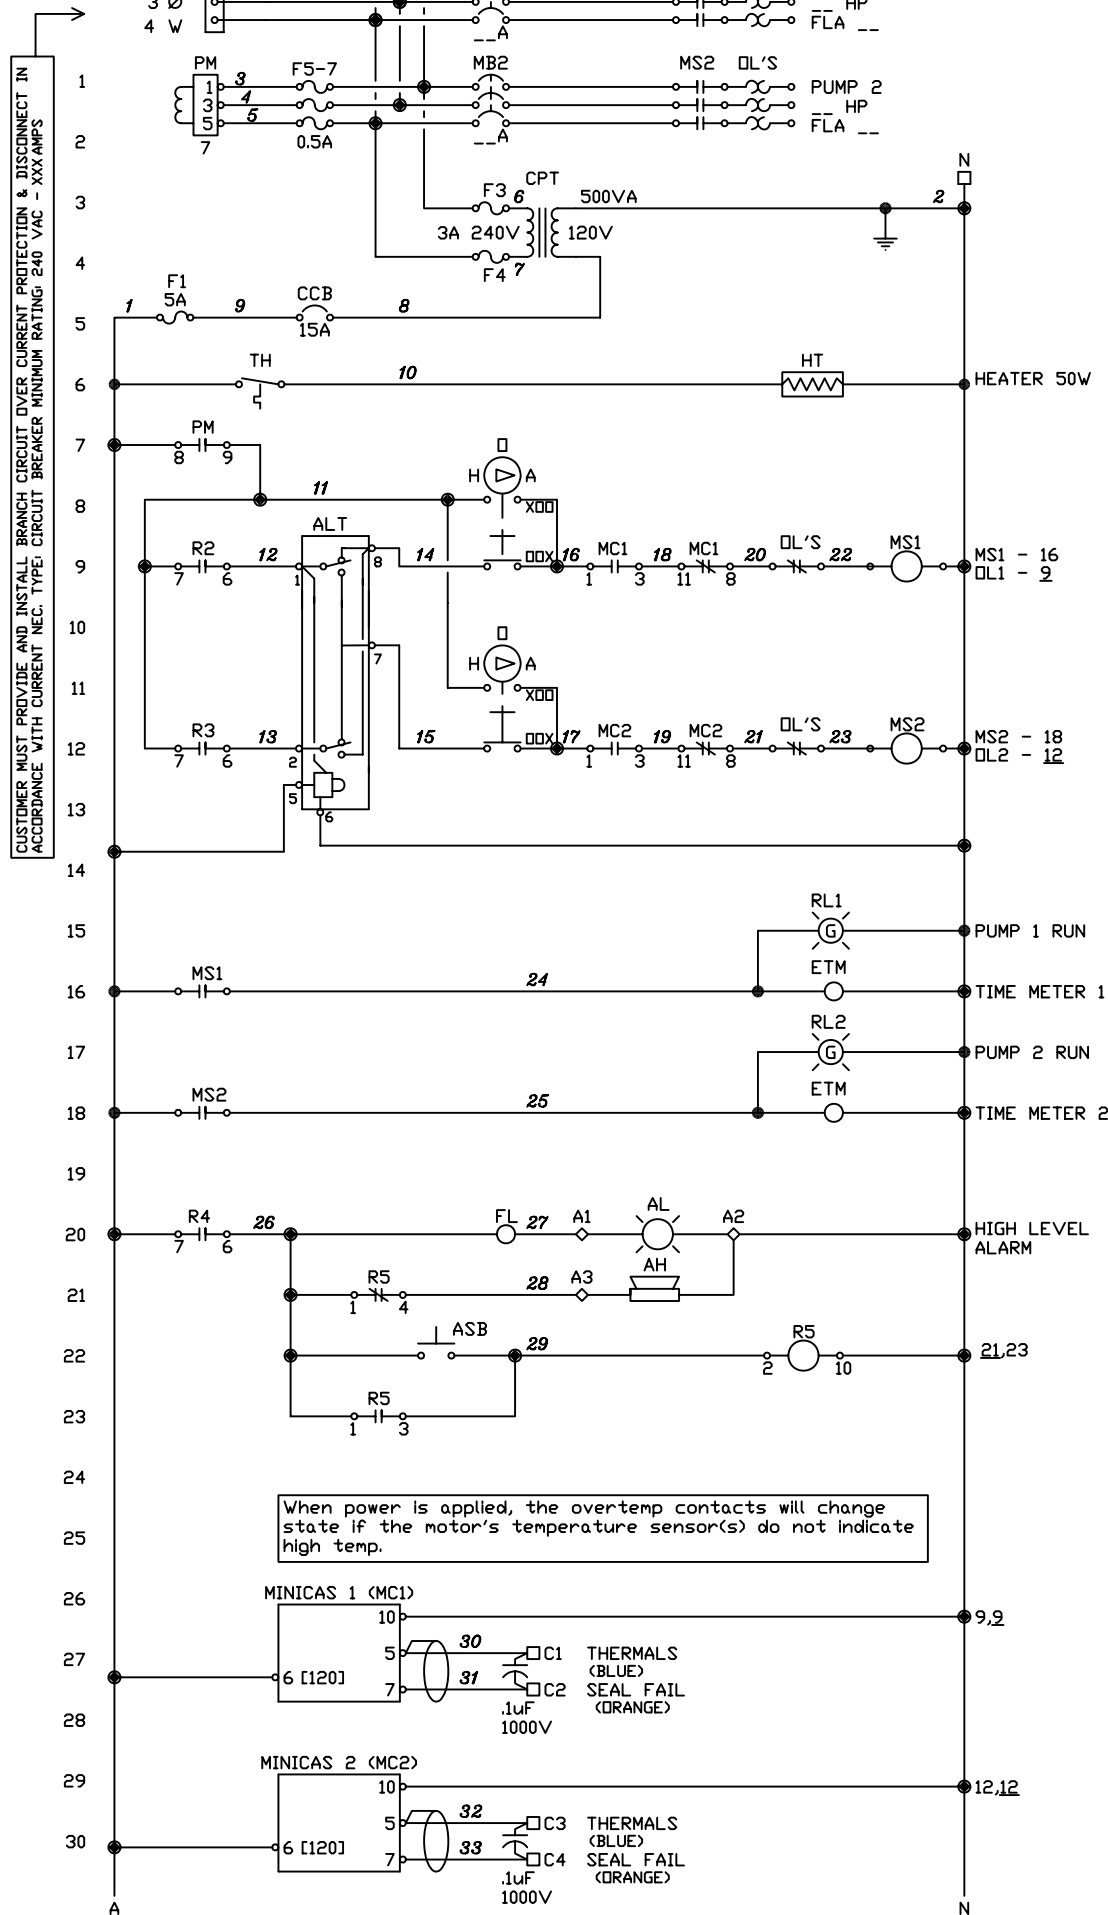 3 Ø
4 W
__ HP
__A
FLA __
CUSTOMER MUST PROVIDE AND INSTALL BRANCH CIRCUIT OVER CURRENT PROTECTION & DISCONNECT IN
ACCORDANCE WITH CURRENT NEC. TYPE: CIRCUIT BREAKER MINIMUM RATING: 240 VAC - XXX AMPS
PM F5-7 MB2 MS2 OL'S
1 1 3 PUMP 2
3 4 __ HP
5 5 FLA __
2 7 0.5A __A
N
CPT
3 F3 6 500VA 2
3A 240V 120V
4 F4 7
F1 CCB
5A
1 9 8
5 15A
TH HT
6 10 HEATER 50W
7 PM O
8 9 H A
8 11 XOO
ALT
R2 12 8 14 OOX 16 MC1 18 MC1 20 OL'S 22 MS1
9 7 6 1 1 3 11 8 MS1 - 16
OL1 - 9
10 O
7 H A
11 XOO
R3 13 15 OOX 17 MC2 19 MC2 21 OL'S 23 MS2
12 7 6 2 1 3 11 8 MS2 - 18
OL2 - 12
5
13 6
14
RL1
15 G PUMP 1 RUN
MS1 24 ETM
16 TIME METER 1
RL2
17 G PUMP 2 RUN
MS2 25 ETM
18 TIME METER 2
19
R4 26 FL 27 A1 AL A2
20 7 6 HIGH LEVEL
ALARM
R5 28 A3 AH
21 1 4
ASB 29 R5
22 2 10 21,23
R5
23 1 3
24
When power is applied, the overtemp contacts will change
state if the motor's temperature sensor(s) do not indicate
high temp.
25
26
MINICAS 1 (MC1)
10 9,9
27 5 30 C1 THERMALS
(BLUE)
6 [120] 7 31 C2 SEAL FAIL
(ORANGE)
.1uF
1000V
28
MINICAS 2 (MC2)
29 10 12,12
5 32 C3 THERMALS
(BLUE)
30 6 [120] 7 33 C4 SEAL FAIL
(ORANGE)
.1uF
1000V
A N